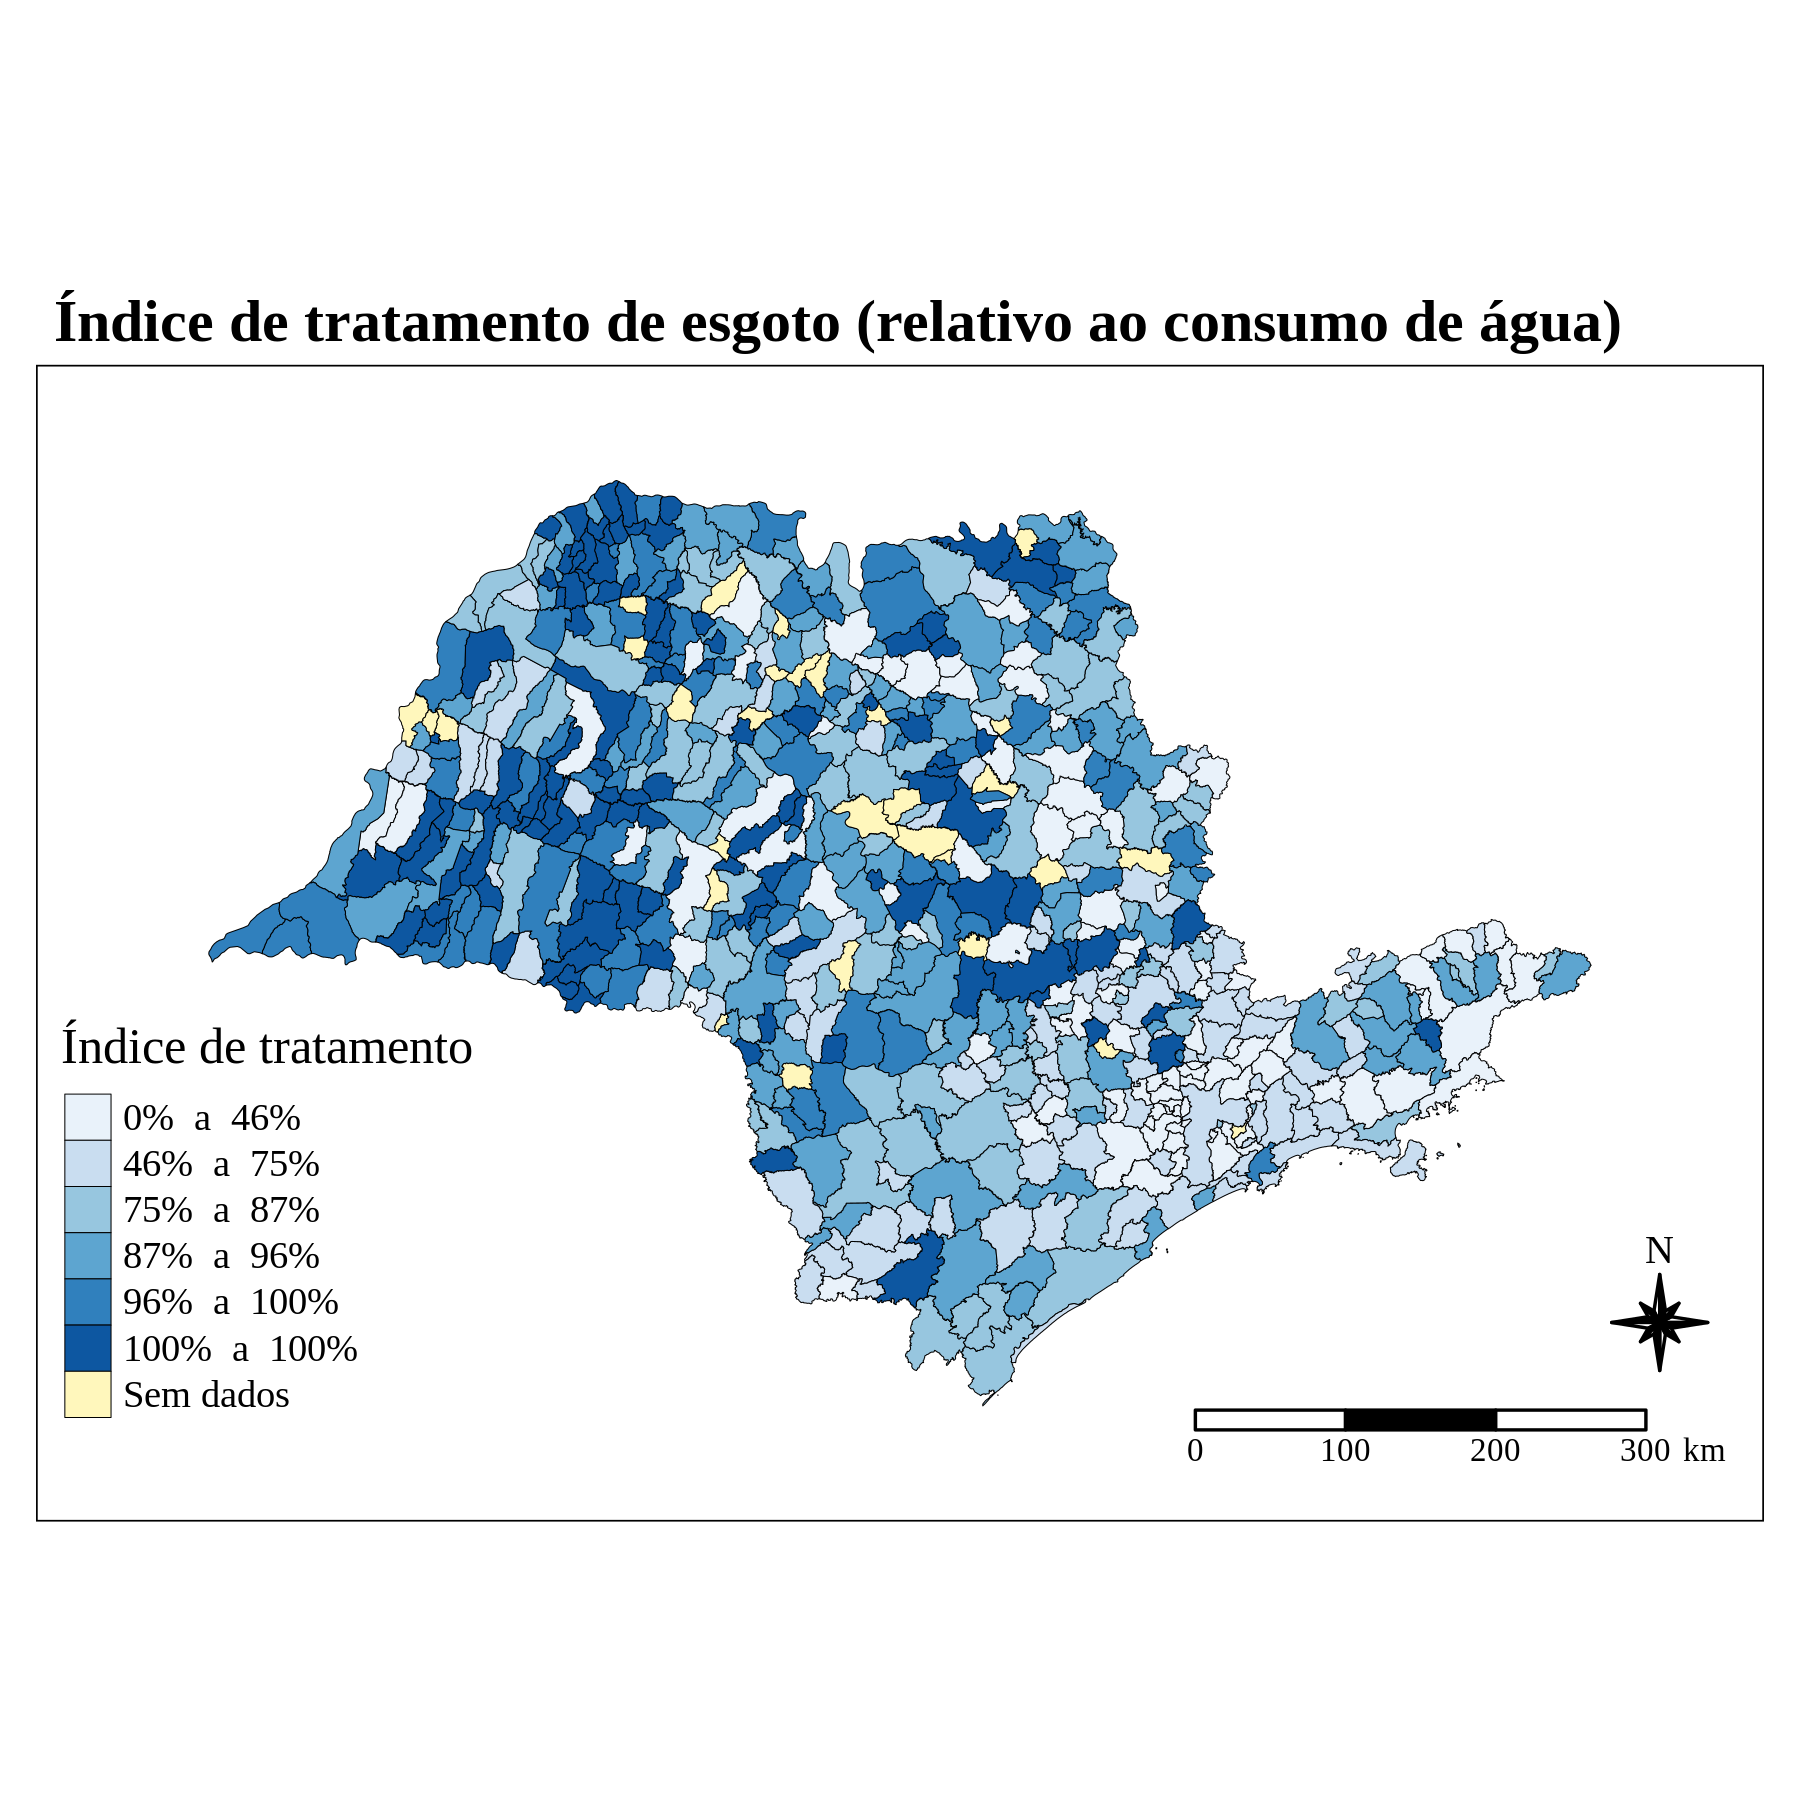 Índice de tratamento de esgoto (relativo ao consumo de água)
Índice de tratamento
0% a 46%
46% a 75%
75% a 87%
87% a 96%
96% a 100%
100% a 100%
Sem dados
N
0 100 200 300 km